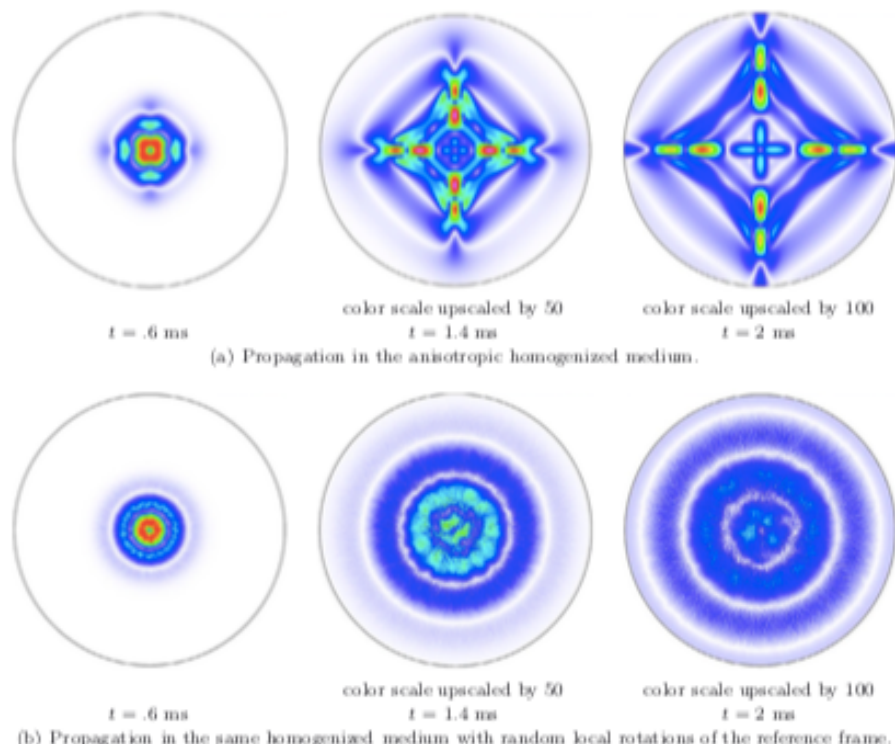 color scale upscaled by 50
color scale upscaled by 100
t = .6 ms
t = 1.4 ms
t = 2 ms
(a) Propagation in the anisotropic homogenized medium.
color scale upscaled by 50
color scale upscaled by 100
t = .6 ms
t = 1.4 ms
t = 2 ms
(b) Propagation in the same homogenized medium with random local rotations of the reference frame